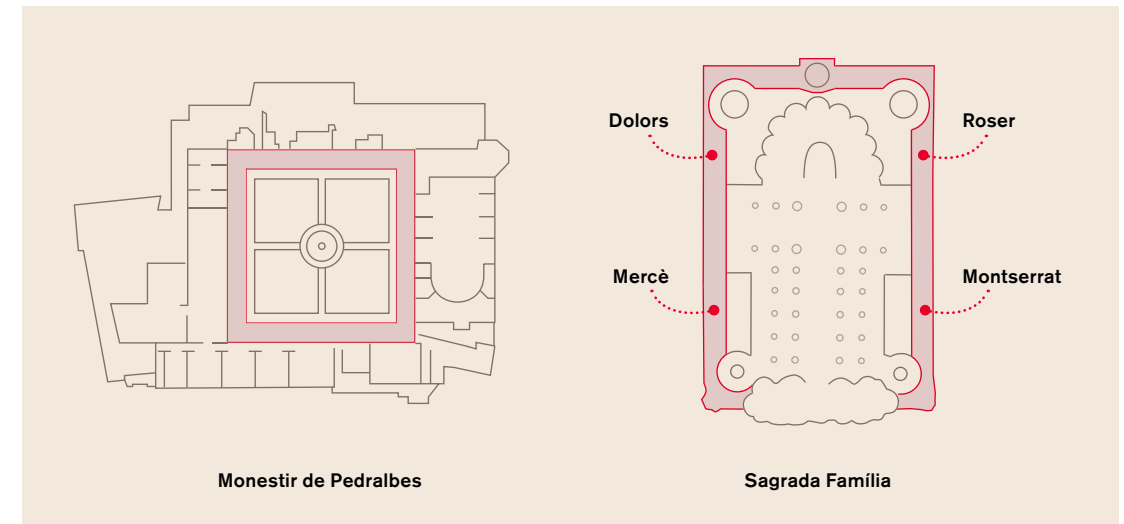 Dolors
Roser
Mercè
Montserrat
Monestir de Pedralbes
Sagrada Família